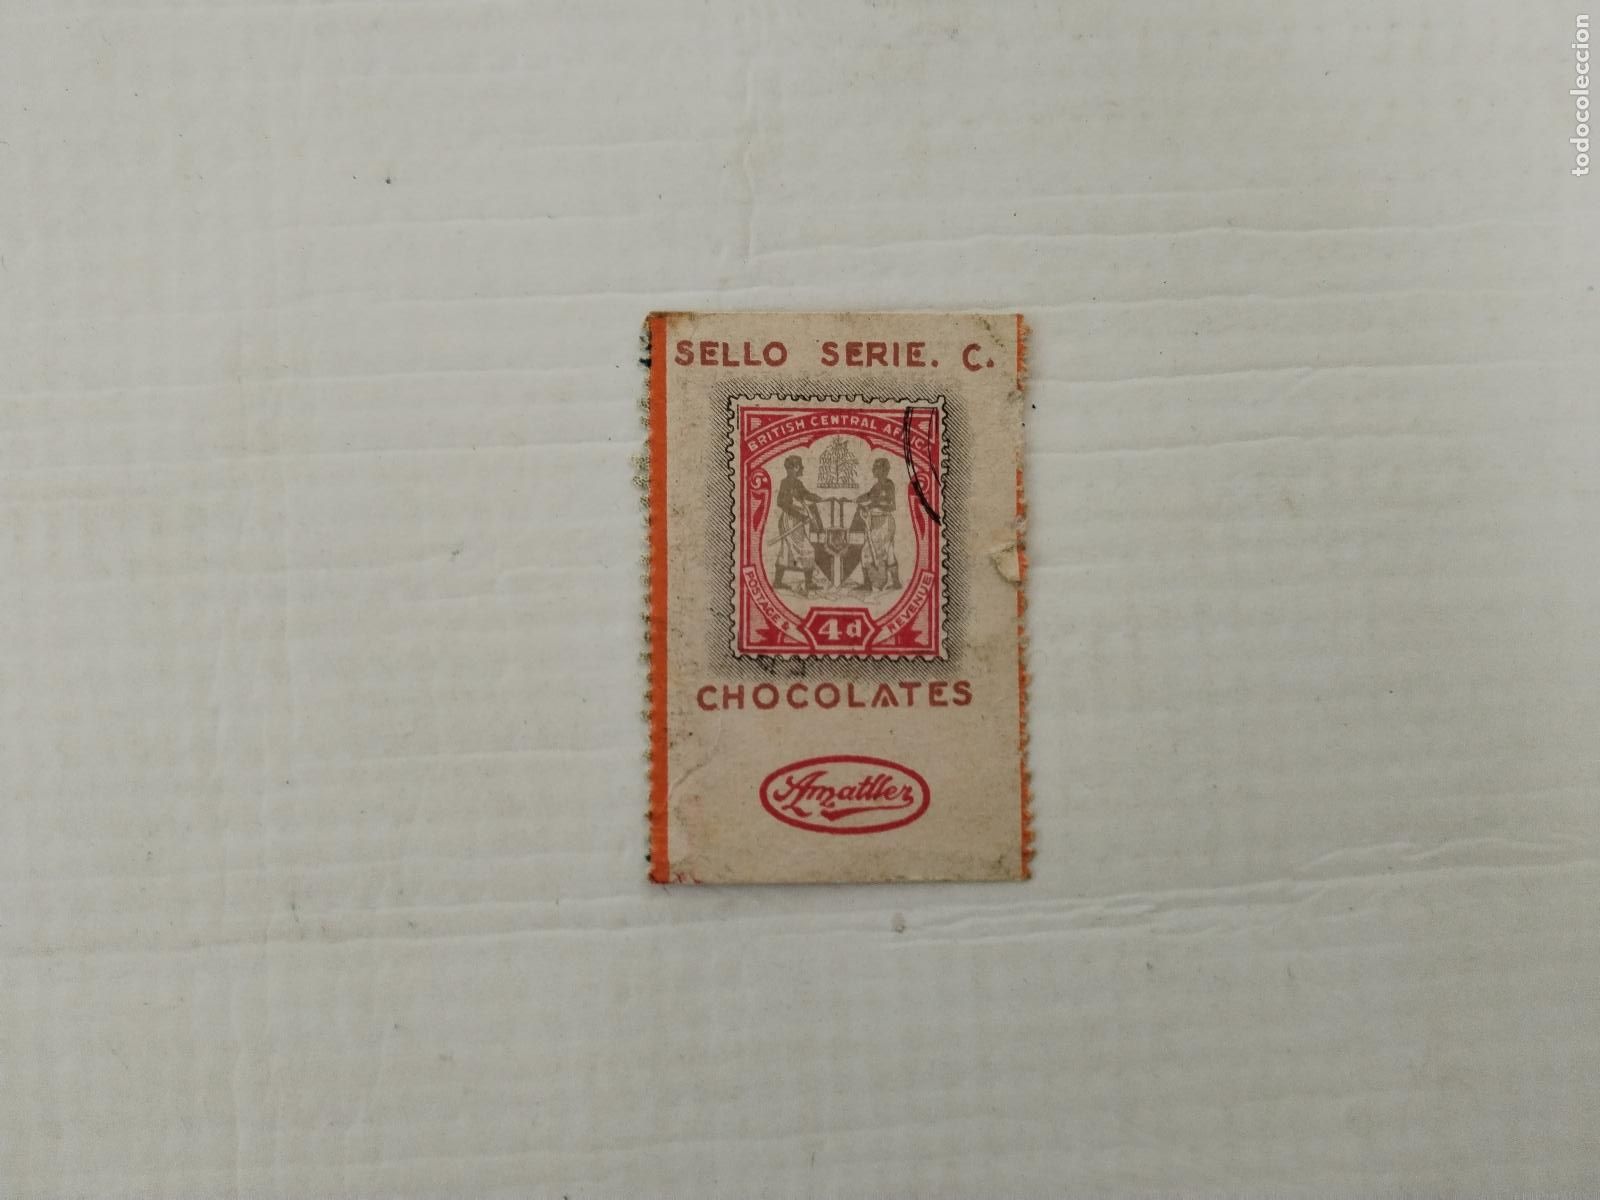 SELLO SERIE. C.
BRITISH CENTRAL AFRICA
POSTAGE & REVENUE
4d
CHOCOLATES
Amatller
todocoleccion